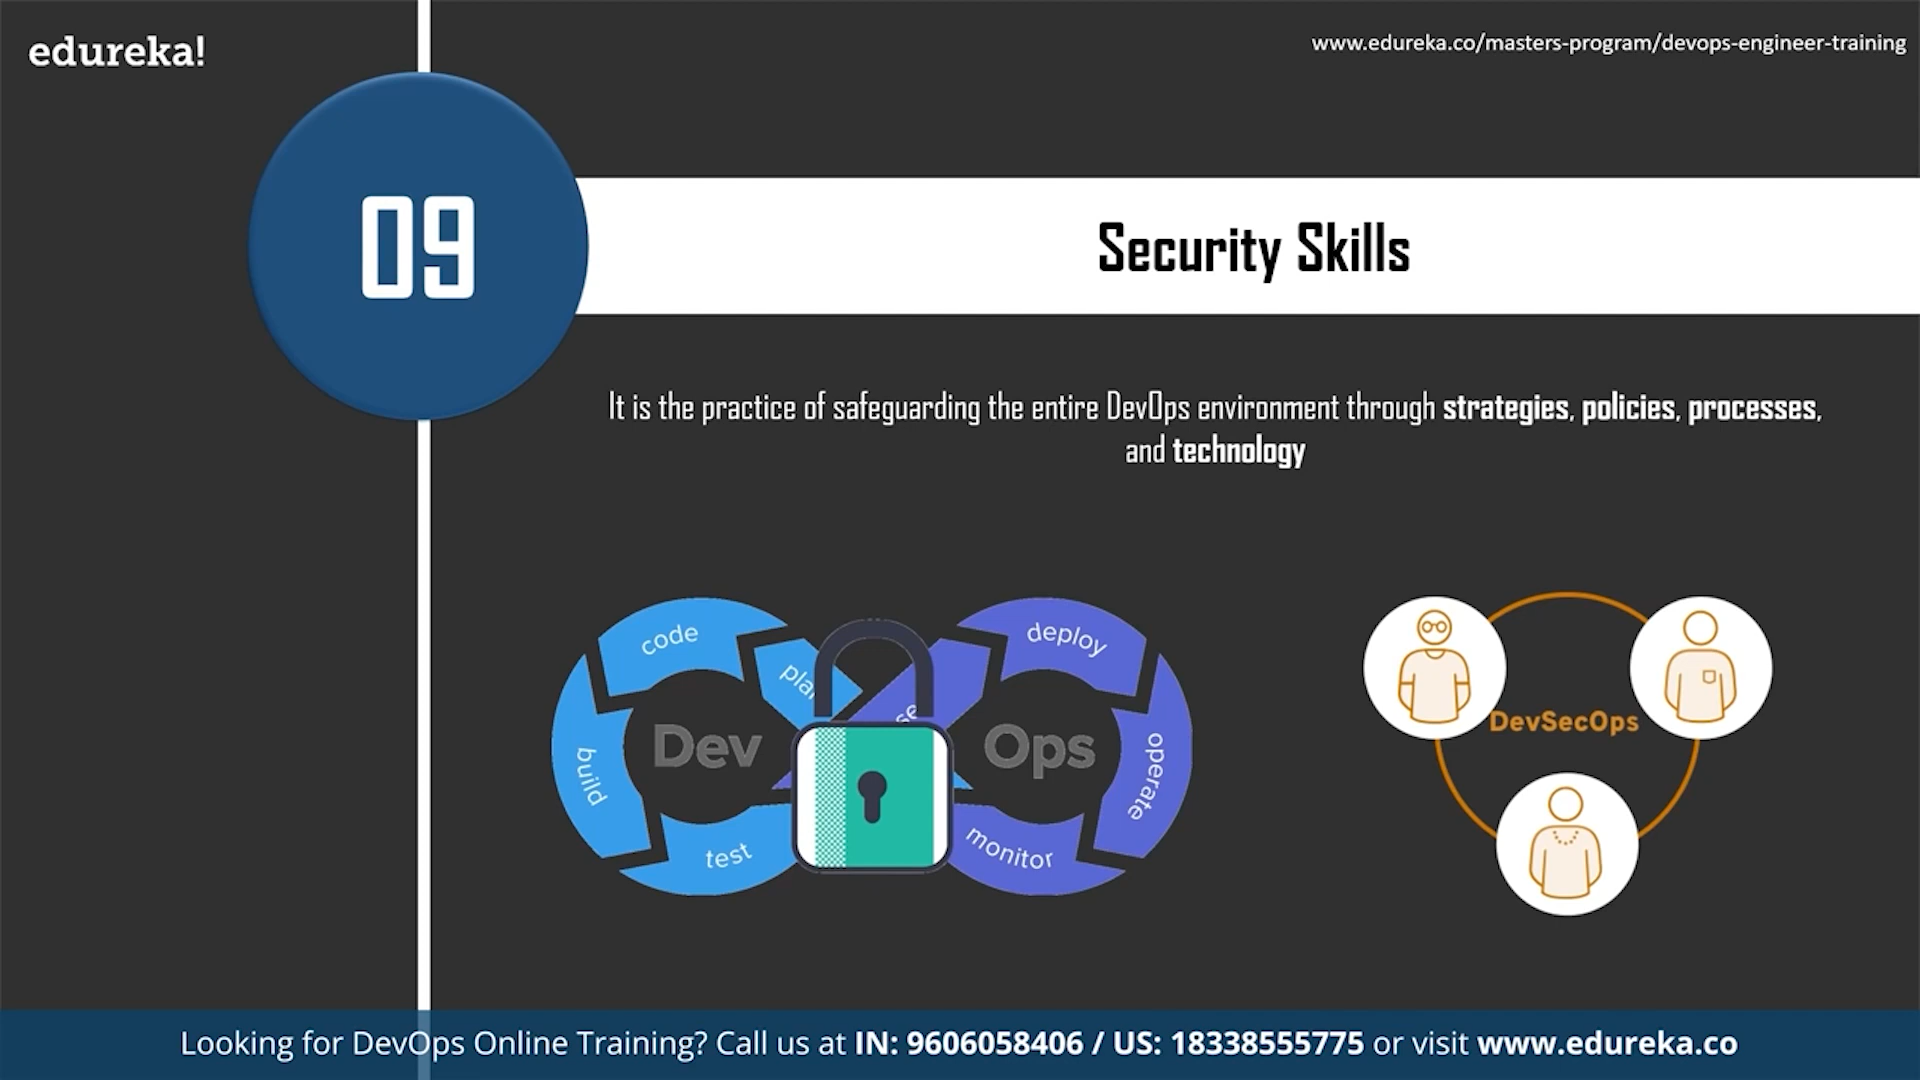 edureka!
www.edureka.co/masters-program/devops-engineer-training
09
Security Skills
It is the practice of safeguarding the entire DevOps environment through strategies, policies, processes,
and technology
code
deploy
build
Dev
Ops
operate
test
monitor
DevSecOps
Looking for DevOps Online Training? Call us at IN: 9606058406 / US: 18338555775 or visit www.edureka.co